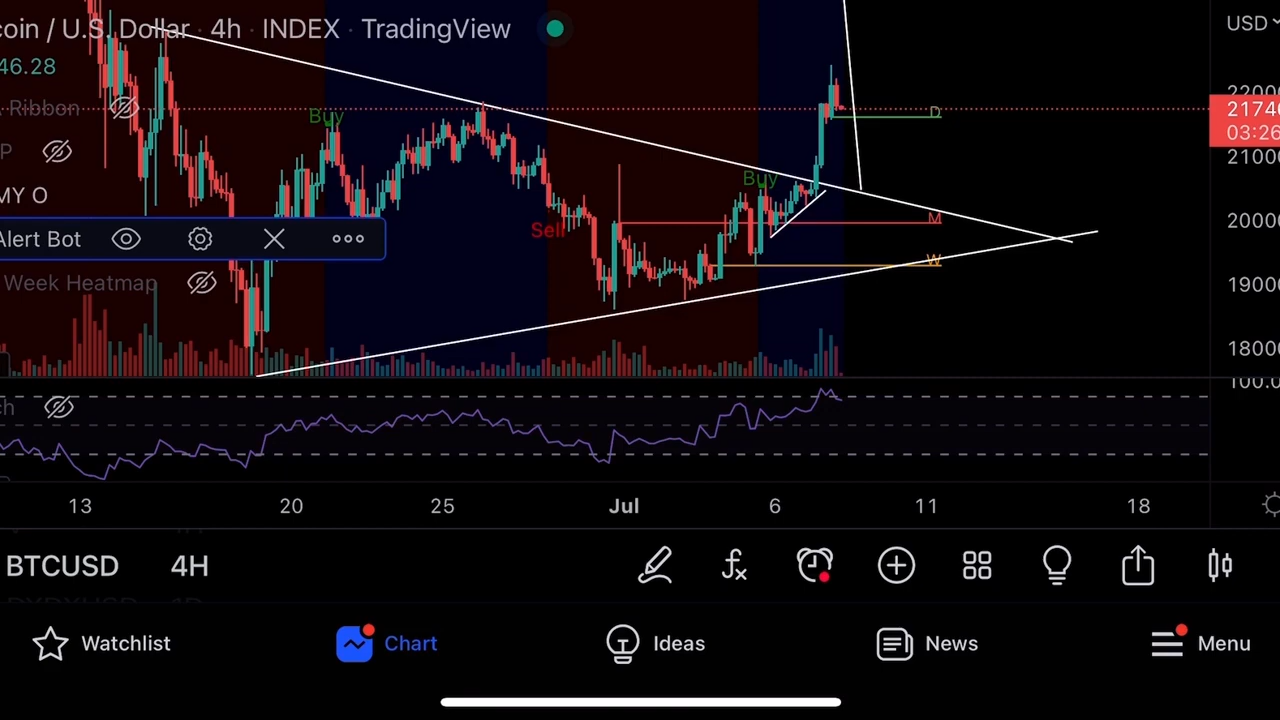 coin / U.S. Dollar · 4h · INDEX · TradingView
USD
46.28
A Ribbon
Buy
22000
D
21740
03:26
P
21000
MY O
Buy
M
20000
Sell
Alert Bot
W
Week Heatmap
19000
18000
100.0
ch
13
20
25
Jul
6
11
18
BTCUSD
4H
Watchlist
Chart
Ideas
News
Menu